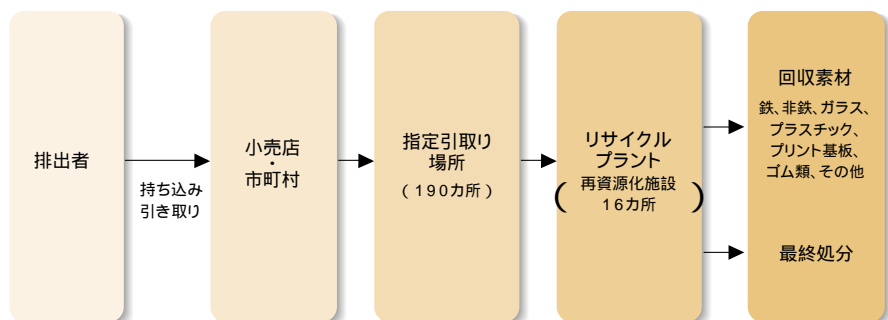 排出者
持ち込み
引き取り
小売店
・
市町村
指定引取り
場所
(190カ所)
リサイクル
プラント
(再資源化施設
16カ所)
回収素材
鉄、非鉄、ガラス、
プラスチック、
プリント基板、
ゴム類、その他
最終処分